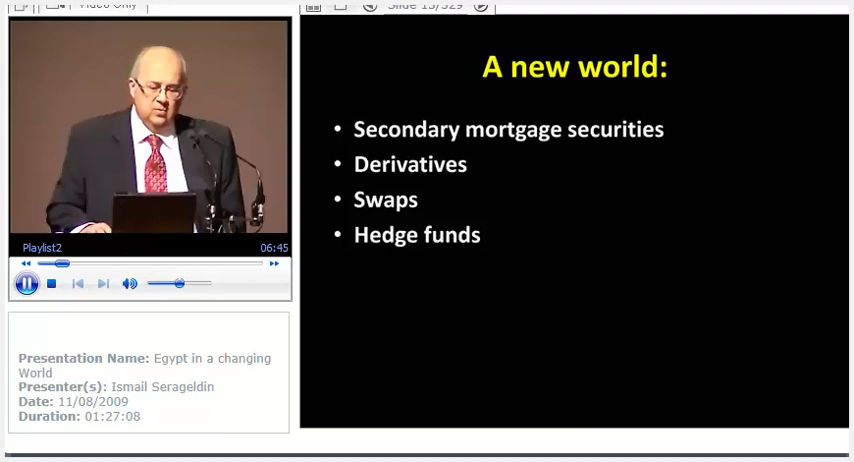 Video Only
Slide 13/329
A new world:
• Secondary mortgage securities
• Derivatives
• Swaps
• Hedge funds
Playlist2 06:45
Presentation Name: Egypt in a changing
World
Presenter(s): Ismail Serageldin
Date: 11/08/2009
Duration: 01:27:08